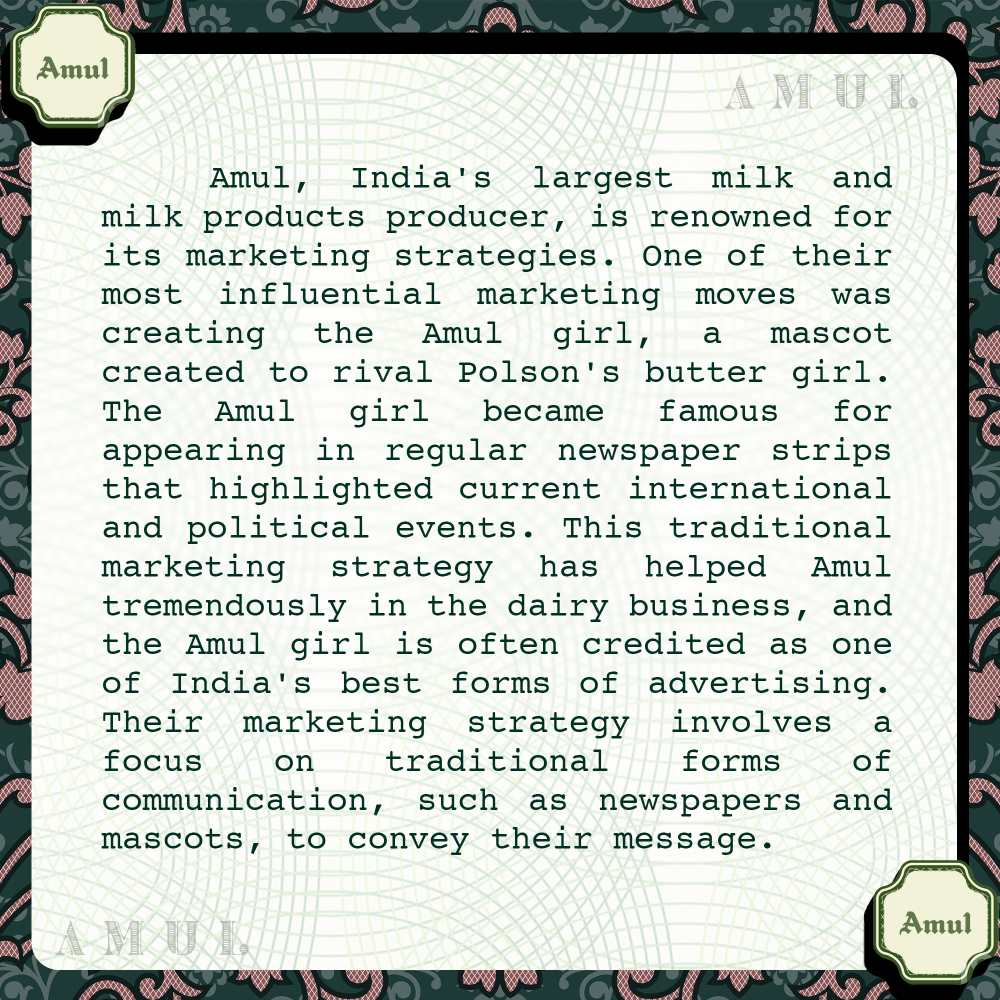 Amul
AMUL
Amul, India's largest milk and
milk products producer, is renowned for
its marketing strategies. One of their
most influential marketing moves was
creating the Amul girl, a mascot
created to rival Polson's butter girl.
The Amul girl became famous for
appearing in regular newspaper strips
that highlighted current international
and political events. This traditional
marketing strategy has helped Amul
tremendously in the dairy business, and
the Amul girl is often credited as one
of India's best forms of advertising.
Their marketing strategy involves a
focus on traditional forms of
communication, such as newspapers and
mascots, to convey their message.
Amul
AMUL